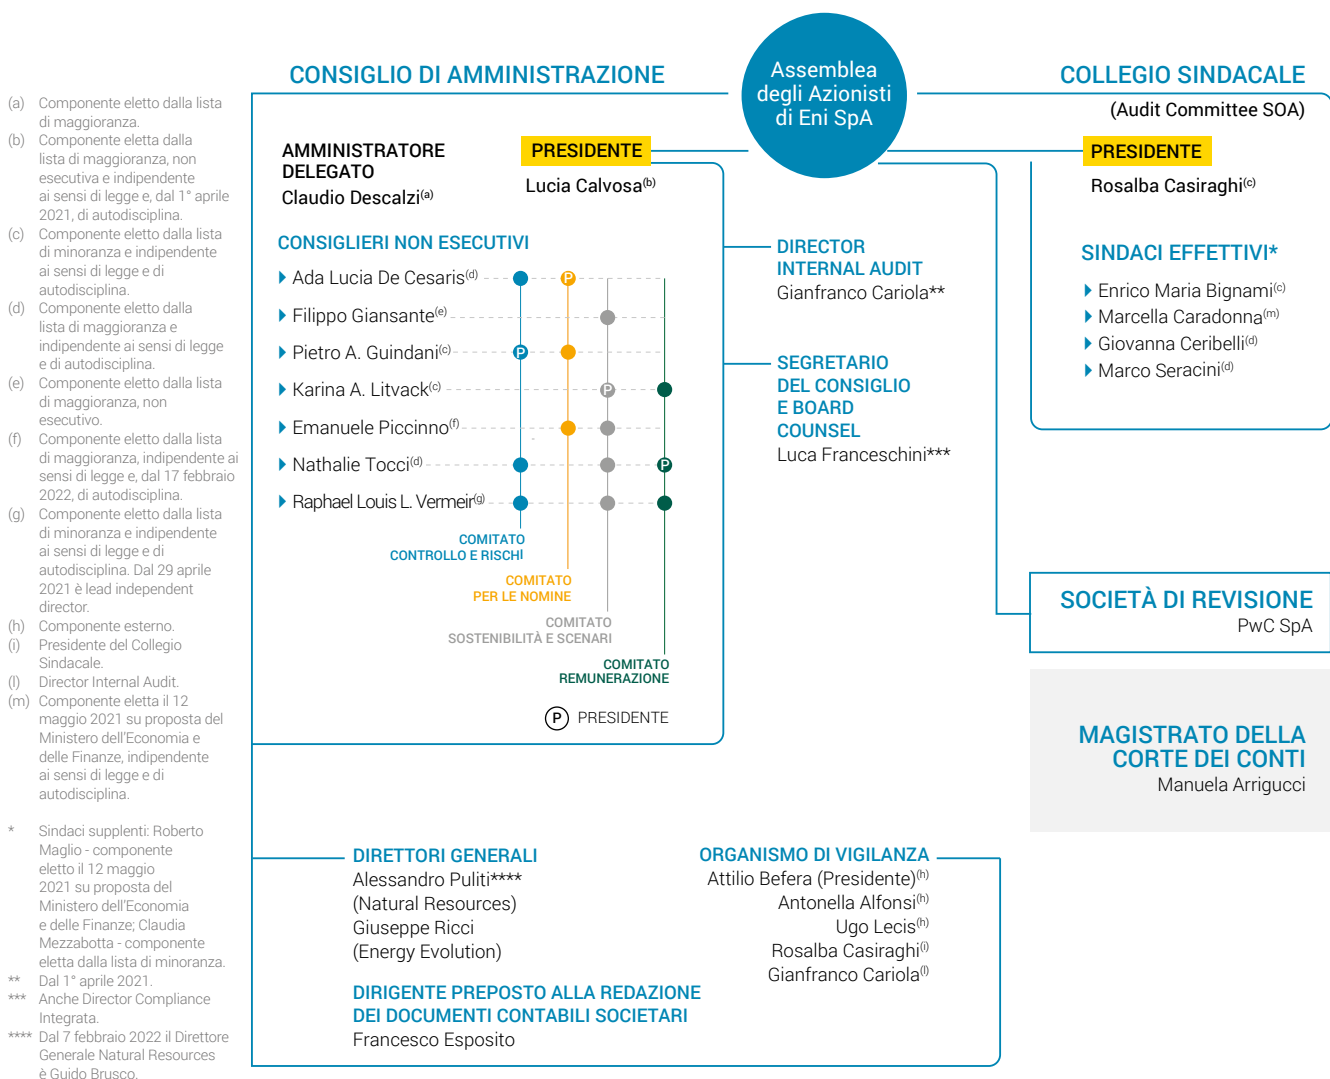 CONSIGLIO DI AMMINISTRAZIONE
Assemblea
degli Azionisti
di Eni SpA
COLLEGIO SINDACALE
(Audit Committee SOA)
(a) Componente eletto dalla lista
di maggioranza.
(b) Componente eletta dalla
lista di maggioranza, non
esecutiva e indipendente
ai sensi di legge e, dal 1° aprile
2021, di autodisciplina.
(c) Componente eletto dalla lista
di minoranza e indipendente
ai sensi di legge e di
autodisciplina.
(d) Componente eletto dalla
lista di maggioranza e
indipendente ai sensi di legge
e di autodisciplina.
(e) Componente eletto dalla lista
di maggioranza, non
esecutivo.
(f) Componente eletto dalla lista
di maggioranza, indipendente ai
sensi di legge e, dal 17 febbraio
2022, di autodisciplina.
(g) Componente eletto dalla lista
di minoranza e indipendente
ai sensi di legge e di
autodisciplina. Dal 29 aprile
2021 è lead independent
director.
(h) Componente esterno.
(i) Presidente del Collegio
Sindacale.
(l) Director Internal Audit.
(m) Componente eletta il 12
maggio 2021 su proposta del
Ministero dell'Economia e
delle Finanze, indipendente
ai sensi di legge e di
autodisciplina.
* Sindaci supplenti: Roberto
Maglio - componente
eletto il 12 maggio
2021 su proposta del
Ministero dell'Economia
e delle Finanze; Claudia
Mezzabotta - componente
eletta dalla lista di minoranza.
** Dal 1° aprile 2021.
*** Anche Director Compliance
Integrata.
**** Dal 7 febbraio 2022 il Direttore
Generale Natural Resources
è Guido Brusco.
AMMINISTRATORE
DELEGATO
Claudio Descalzi(a)
PRESIDENTE
Lucia Calvosa(b)
CONSIGLIERI NON ESECUTIVI
Ada Lucia De Cesaris(d) P
Filippo Giansante(e)
Pietro A. Guindani(c) P
Karina A. Litvack(c) P
Emanuele Piccinno(f)
Nathalie Tocci(d) P
Raphael Louis L. Vermeir(g)
COMITATO
CONTROLLO E RISCHI
COMITATO
PER LE NOMINE
COMITATO
SOSTENIBILITÀ E SCENARI
COMITATO
REMUNERAZIONE
P PRESIDENTE
DIRECTOR
INTERNAL AUDIT
Gianfranco Cariola**
SEGRETARIO
DEL CONSIGLIO
E BOARD
COUNSEL
Luca Franceschini***
PRESIDENTE
Rosalba Casiraghi(c)
SINDACI EFFETTIVI*
Enrico Maria Bignami(c)
Marcella Caradonna(m)
Giovanna Ceribelli(d)
Marco Seracini(d)
SOCIETÀ DI REVISIONE
PwC SpA
MAGISTRATO DELLA
CORTE DEI CONTI
Manuela Arrigucci
DIRETTORI GENERALI
Alessandro Puliti****
(Natural Resources)
Giuseppe Ricci
(Energy Evolution)
DIRIGENTE PREPOSTO ALLA REDAZIONE
DEI DOCUMENTI CONTABILI SOCIETARI
Francesco Esposito
ORGANISMO DI VIGILANZA
Attilio Befera (Presidente)(h)
Antonella Alfonsi(h)
Ugo Lecis(h)
Rosalba Casiraghi(i)
Gianfranco Cariola(l)